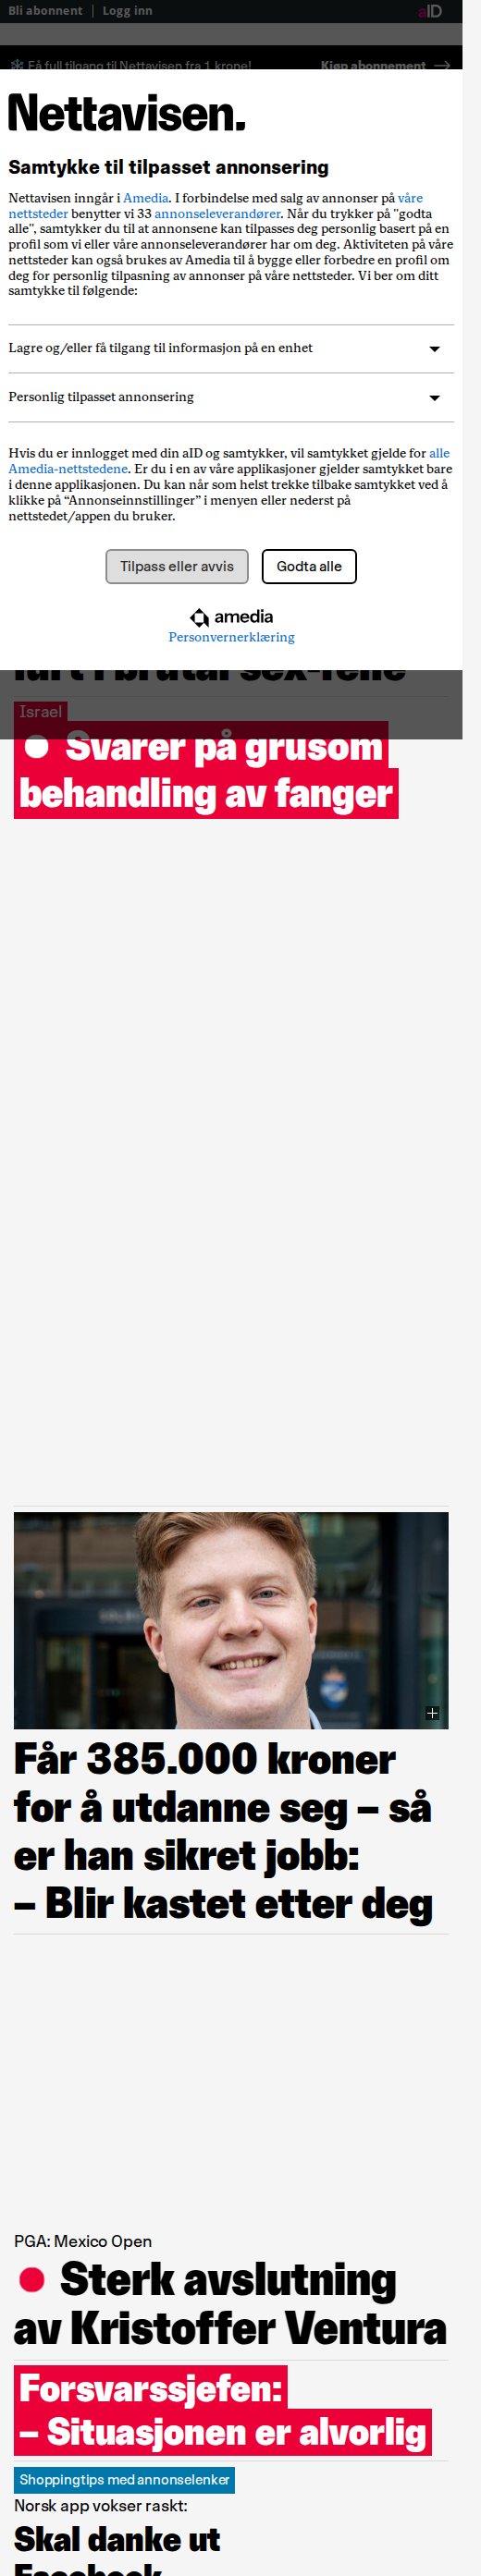 Bli abonnent | Logg inn
aID
Få full tilgang til Nettavisen fra 1 krone!
Kjøp abonnement →
Nettavisen.
Samtykke til tilpasset annonsering
Nettavisen inngår i Amedia. I forbindelse med salg av annonser på våre
nettsteder benytter vi 33 annonseleverandører. Når du trykker på "godta
alle", samtykker du til at annonsene kan tilpasses deg personlig basert på en
profil som vi eller våre annonseleverandører har om deg. Aktiviteten på våre
nettsteder kan også brukes av Amedia til å bygge eller forbedre en profil om
deg for personlig tilpasning av annonser på våre nettsteder. Vi ber om ditt
samtykke til følgende:
Lagre og/eller få tilgang til informasjon på en enhet
Personlig tilpasset annonsering
Hvis du er innlogget med din aID og samtykker, vil samtykket gjelde for alle
Amedia-nettstedene. Er du i en av våre applikasjoner gjelder samtykket bare
i denne applikasjonen. Du kan når som helst trekke tilbake samtykket ved å
klikke på “Annonseinnstillinger” i menyen eller nederst på
nettstedet/appen du bruker.
Tilpass eller avvis
Godta alle
amedia
Personvernerklæring
i brutal sex-felle
Israel
Svarer på grusom
behandling av fanger
Får 385.000 kroner
for å utdanne seg – så
er han sikret jobb:
– Blir kastet etter deg
PGA: Mexico Open
Sterk avslutning
av Kristoffer Ventura
Forsvarssjefen:
– Situasjonen er alvorlig
Shoppingtips med annonselenker
Norsk app vokser raskt:
Skal danke ut